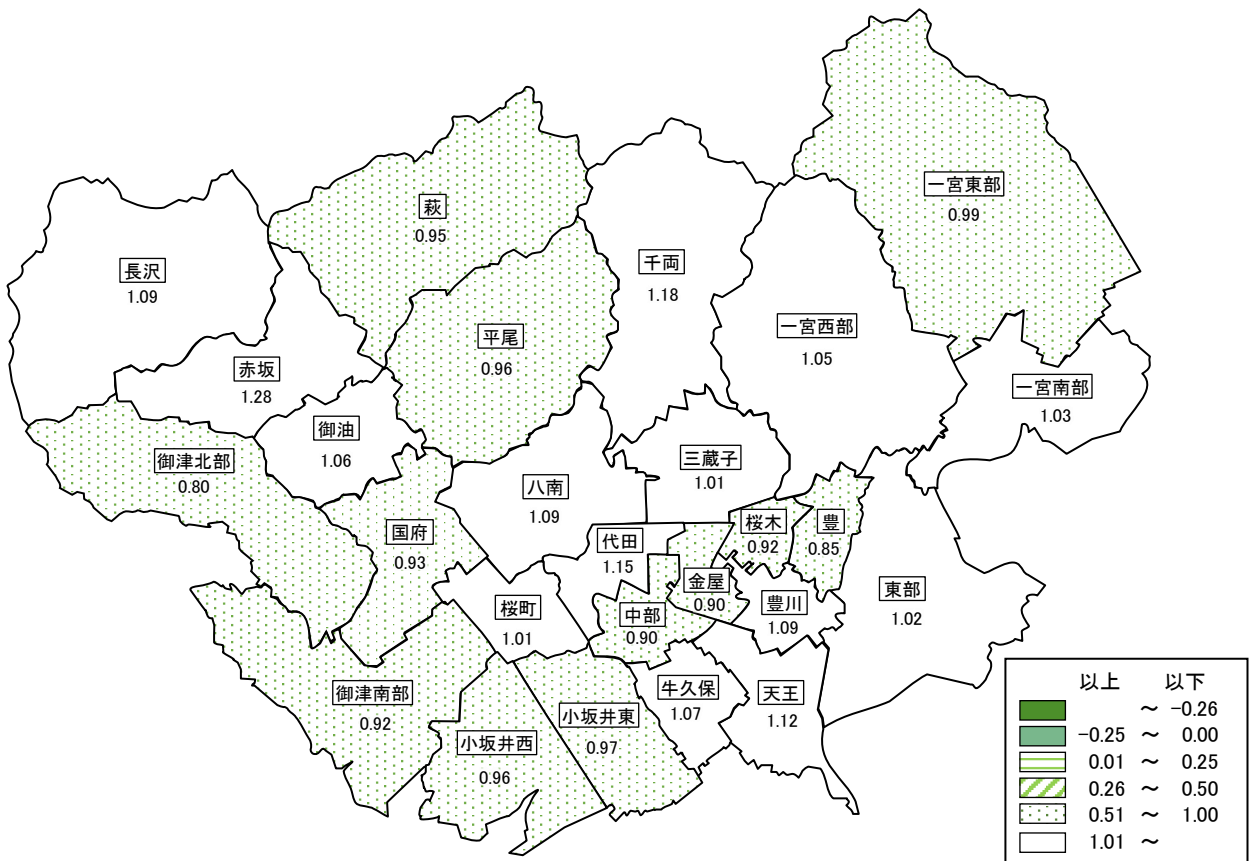 一宮東部
0.99
萩
0.95
長沢
1.09
千両
1.18
一宮西部
1.05
平尾
0.96
赤坂
1.28
一宮南部
1.03
御油
1.06
御津北部
0.80
三蔵子
1.01
八南
1.09
国府
0.93
桜木
0.92
豊
0.85
代田
1.15
金屋
0.90
豊川
1.09
東部
1.02
桜町
1.01
中部
0.90
御津南部
0.92
牛久保
1.07
天王
1.12
小坂井東
0.97
小坂井西
0.96
以上 以下
～ -0.26
-0.25 ～ 0.00
0.01 ～ 0.25
0.26 ～ 0.50
0.51 ～ 1.00
1.01 ～